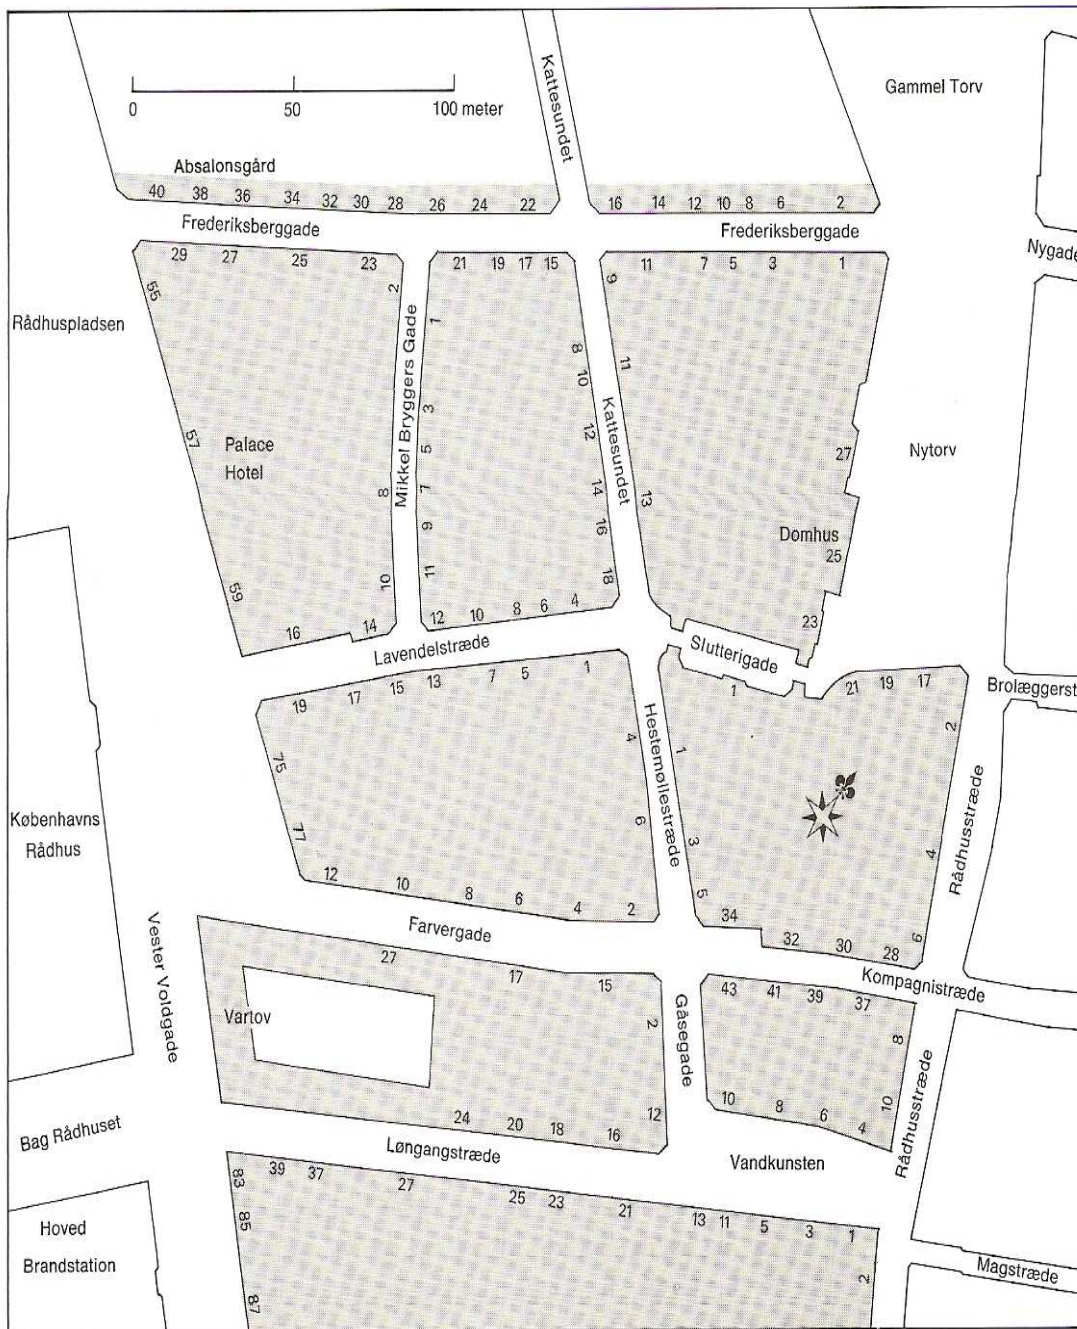 Gammel Torv
Kattesundet
0 50 100 meter
Absalonsgård
40 38 36 34 32 30 28 26 24 22
16 14 12 10 8 6 2
Frederiksberggade
Frederiksberggade
Nygade
29 27 25 23
21 19 17 15
11 7 5 3 1
55
57
59
2
8
10
Rådhuspladsen
Palace
Hotel
Mikkel Bryggers Gade
1
3
5
7
9
11
8
10
12
14
16
18
Kattesundet
9
11
13
27
Nytorv
Domhus
25
23
16 14
12 10 8 6 4
Lavendelstræde
Slutterigade
19 17 15 13 7 5 1
1
21 19 17
Brolæggerst
75
77
4
6
Hestemøllestræde
1
3
5
2
4
6
Rådhusstræde
Københavns
Rådhus
12 10 8 6 4 2
34 32 30 28
Farvergade
Kompagnistræde
Vester Voldgade
27 17 15
43 41 39 37
Vartov
2
12
Gåsegade
8
10
Rådhusstræde
24 20 18 16
10 8 6 4
Bag Rådhuset
Løngangstræde
Vandkunsten
39 37 27 25 23 21 13 11 5 3 1
83
85
87
2
Hoved
Brandstation
Magstræde